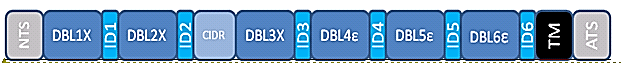 NTS DBL1X ID1 DBL2X ID2 CIDR DBL3X ID3 DBL4ε ID4 DBL5ε ID5 DBL6ε ID6 TM ATS